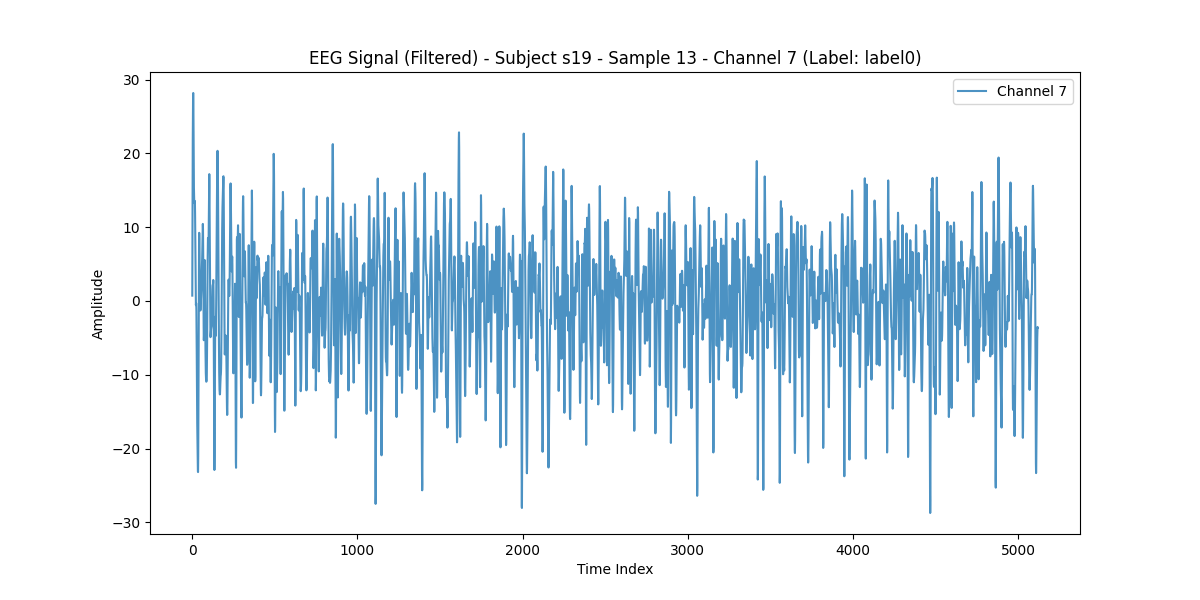 EEG Signal (Filtered) - Subject s19 - Sample 13 - Channel 7 (Label: label0)
Channel 7
30
20
10
0
−10
−20
−30
Amplitude
0 1000 2000 3000 4000 5000
Time Index